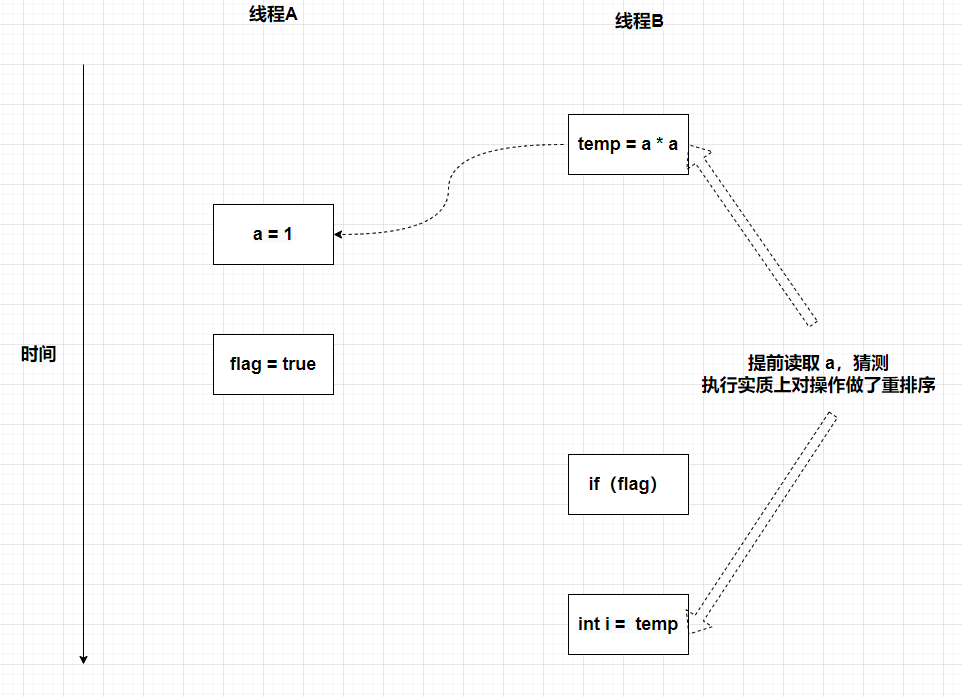 线程A
线程B
temp = a * a
a = 1
时间
flag = true
提前读取 a，猜测
执行实质上对操作做了重排序
if（flag）
int i =  temp